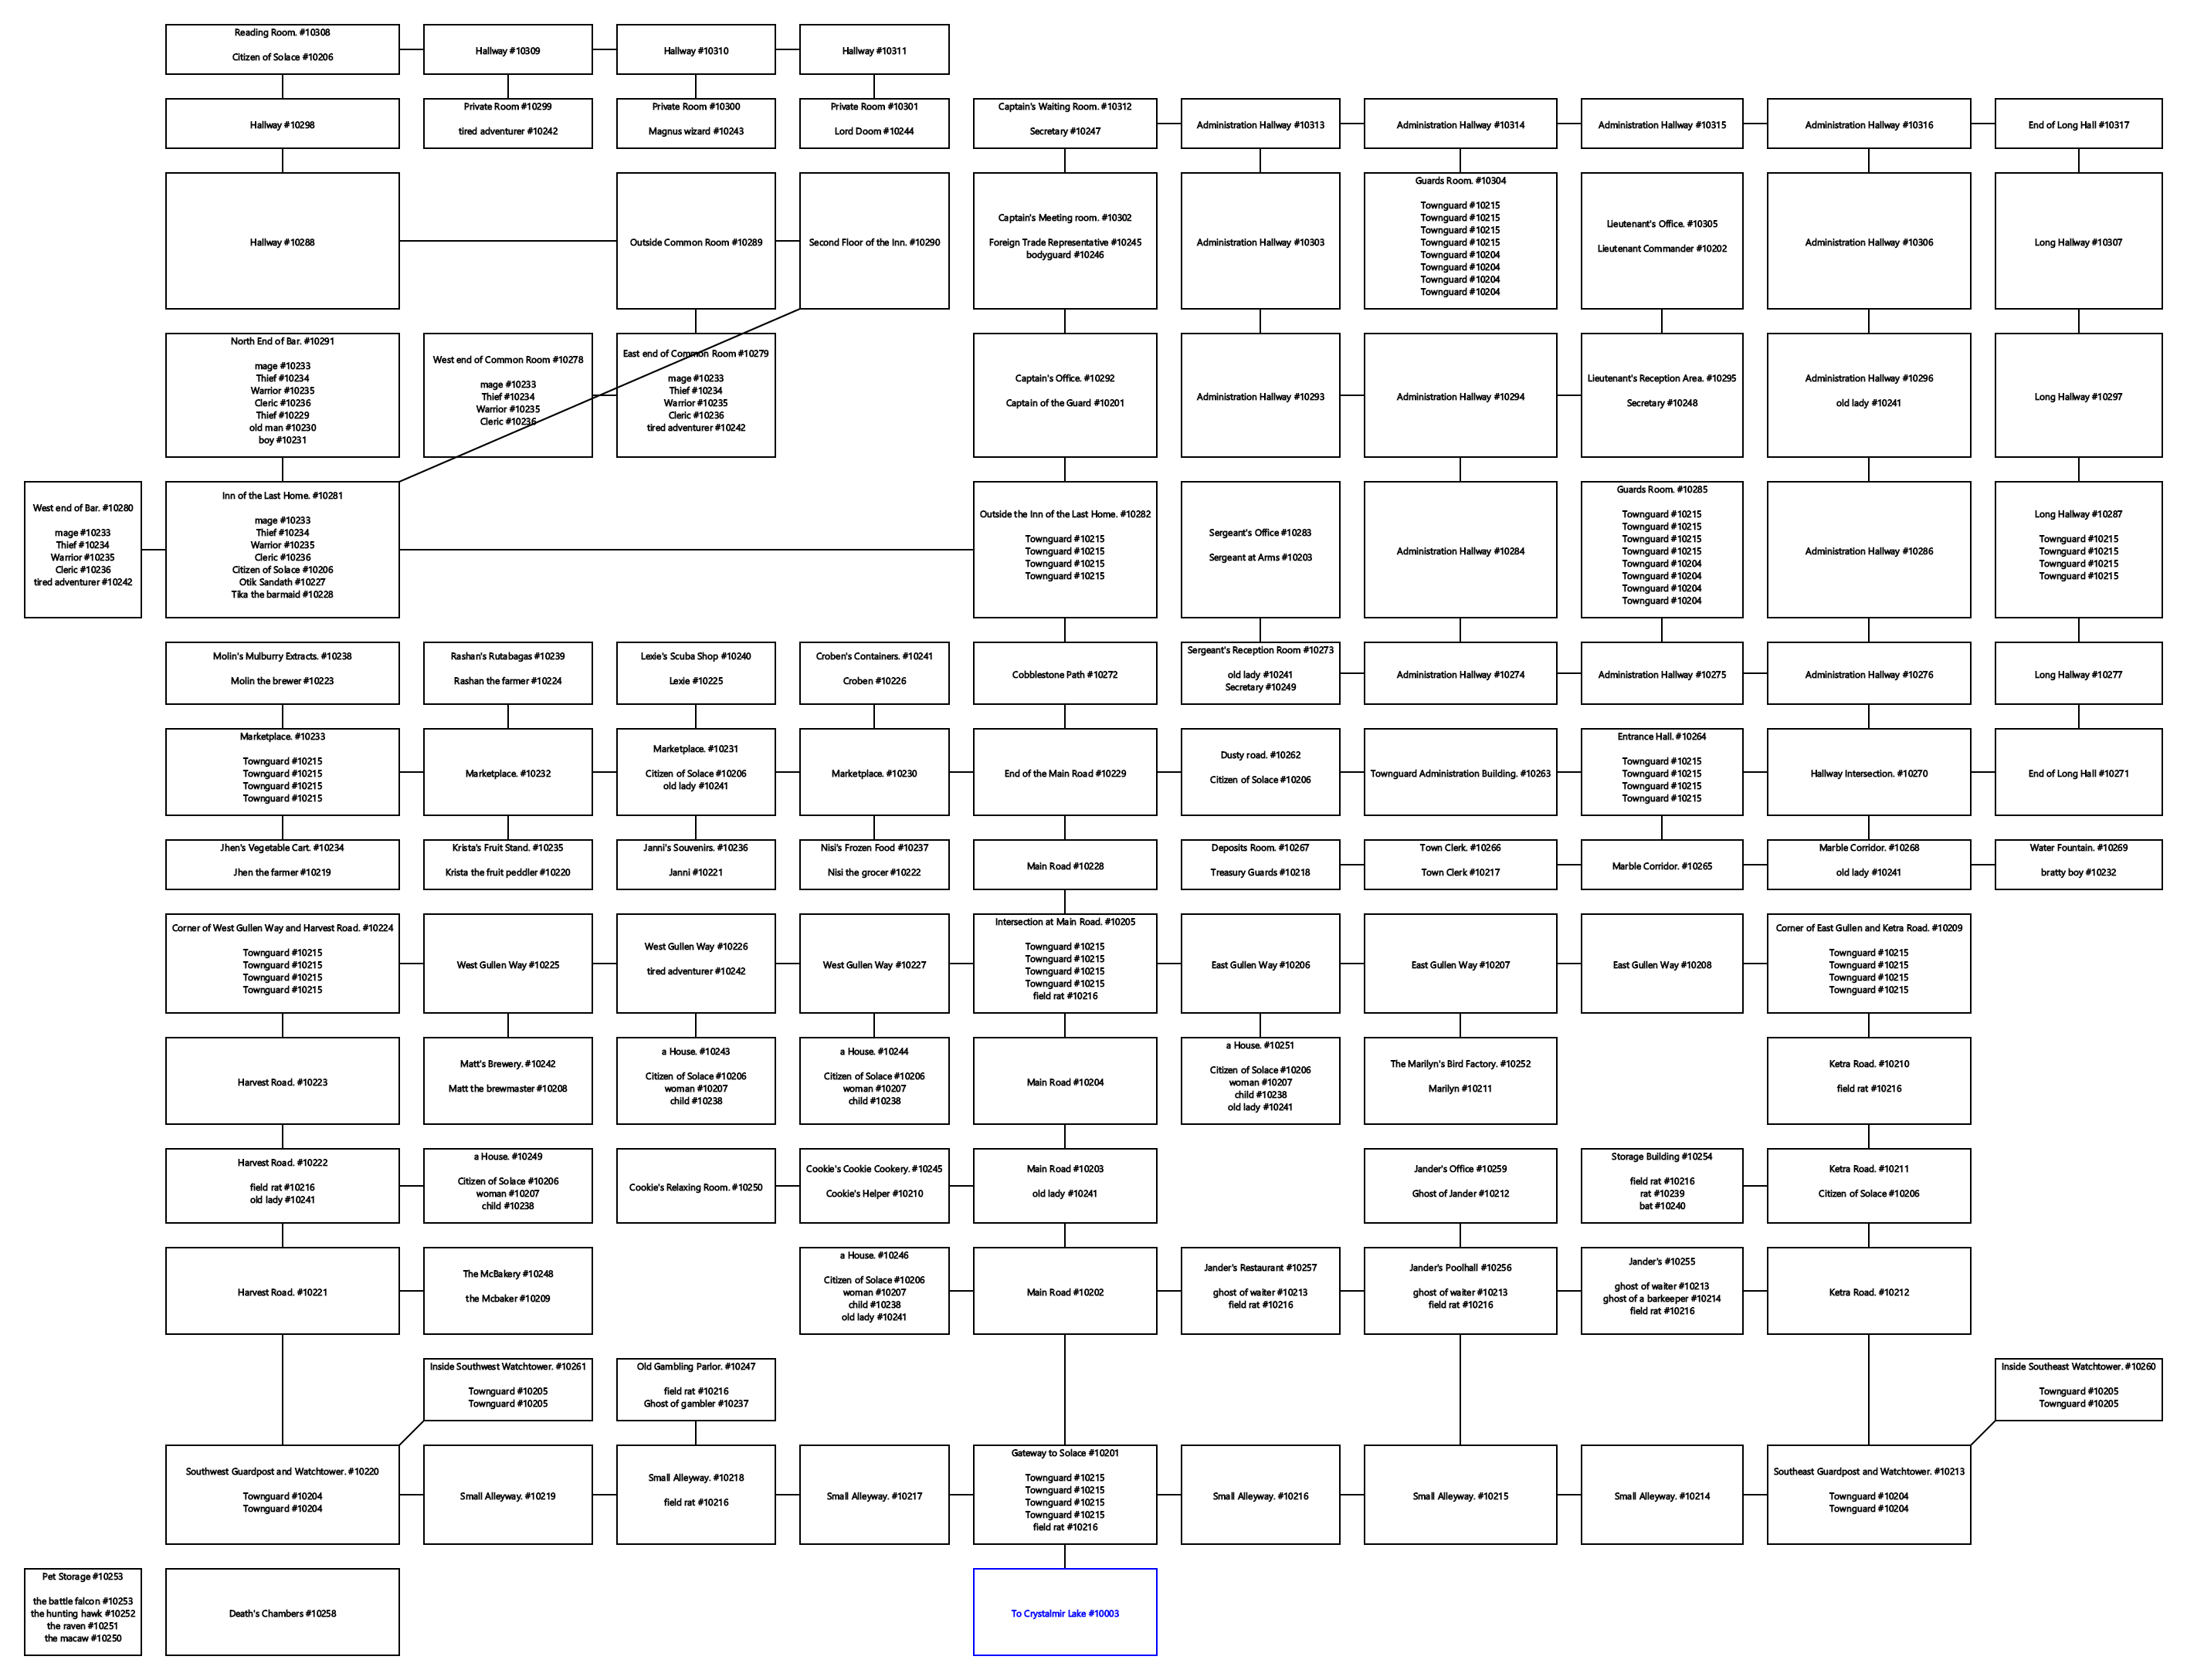 Reading Room. #10308
Citizen of Solace #10206
Hallway #10309
Hallway #10310
Hallway #10311
Hallway #10298
Private Room #10299
tired adventurer #10242
Private Room #10300
Magnus wizard #10243
Private Room #10301
Lord Doom #10244
Captain's Waiting Room. #10312
Secretary #10247
Administration Hallway #10313
Administration Hallway #10314
Administration Hallway #10315
Administration Hallway #10316
End of Long Hall #10317
Hallway #10288
Outside Common Room #10289
Second Floor of the Inn. #10290
Captain's Meeting room. #10302
Foreign Trade Representative #10245
bodyguard #10246
Administration Hallway #10303
Guards Room. #10304
Townguard #10215
Townguard #10215
Townguard #10215
Townguard #10215
Townguard #10204
Townguard #10204
Townguard #10204
Townguard #10204
Lieutenant's Office. #10305
Lieutenant Commander #10202
Administration Hallway #10306
Long Hallway #10307
North End of Bar. #10291
mage #10233
Thief #10234
Warrior #10235
Cleric #10236
Thief #10229
old man #10230
boy #10231
West end of Common Room #10278
mage #10233
Thief #10234
Warrior #10235
Cleric #10236
East end of Common Room #10279
mage #10233
Thief #10234
Warrior #10235
Cleric #10236
tired adventurer #10242
Captain's Office. #10292
Captain of the Guard #10201
Administration Hallway #10293
Administration Hallway #10294
Lieutenant's Reception Area. #10295
Secretary #10248
Administration Hallway #10296
old lady #10241
Long Hallway #10297
West end of Bar. #10280
mage #10233
Thief #10234
Warrior #10235
Cleric #10236
tired adventurer #10242
Inn of the Last Home. #10281
mage #10233
Thief #10234
Warrior #10235
Cleric #10236
Citizen of Solace #10206
Otik Sandath #10227
Tika the barmaid #10228
Outside the Inn of the Last Home. #10282
Townguard #10215
Townguard #10215
Townguard #10215
Townguard #10215
Sergeant's Office #10283
Sergeant at Arms #10203
Administration Hallway #10284
Guards Room. #10285
Townguard #10215
Townguard #10215
Townguard #10215
Townguard #10215
Townguard #10204
Townguard #10204
Townguard #10204
Townguard #10204
Administration Hallway #10286
Long Hallway #10287
Townguard #10215
Townguard #10215
Townguard #10215
Townguard #10215
Molin's Mulburry Extracts. #10238
Molin the brewer #10223
Rashan's Rutabagas #10239
Rashan the farmer #10224
Lexie's Scuba Shop #10240
Lexie #10225
Croben's Containers. #10241
Croben #10226
Cobblestone Path #10272
Sergeant's Reception Room #10273
old lady #10241
Secretary #10249
Administration Hallway #10274
Administration Hallway #10275
Administration Hallway #10276
Long Hallway #10277
Marketplace. #10233
Townguard #10215
Townguard #10215
Townguard #10215
Townguard #10215
Marketplace. #10232
Marketplace. #10231
Citizen of Solace #10206
old lady #10241
Marketplace. #10230
End of the Main Road #10229
Dusty road. #10262
Citizen of Solace #10206
Townguard Administration Building. #10263
Entrance Hall. #10264
Townguard #10215
Townguard #10215
Townguard #10215
Townguard #10215
Hallway Intersection. #10270
End of Long Hall #10271
Jhen's Vegetable Cart. #10234
Jhen the farmer #10219
Krista's Fruit Stand. #10235
Krista the fruit peddler #10220
Janni's Souvenirs. #10236
Janni #10221
Nisi's Frozen Food #10237
Nisi the grocer #10222
Main Road #10228
Deposits Room. #10267
Treasury Guards #10218
Town Clerk. #10266
Town Clerk #10217
Marble Corridor. #10265
Marble Corridor. #10268
old lady #10241
Water Fountain. #10269
bratty boy #10232
Corner of West Gullen Way and Harvest Road. #10224
Townguard #10215
Townguard #10215
Townguard #10215
Townguard #10215
West Gullen Way #10225
West Gullen Way #10226
tired adventurer #10242
West Gullen Way #10227
Intersection at Main Road. #10205
Townguard #10215
Townguard #10215
Townguard #10215
Townguard #10215
field rat #10216
East Gullen Way #10206
East Gullen Way #10207
East Gullen Way #10208
Corner of East Gullen and Ketra Road. #10209
Townguard #10215
Townguard #10215
Townguard #10215
Townguard #10215
Harvest Road. #10223
Matt's Brewery. #10242
Matt the brewmaster #10208
a House. #10243
Citizen of Solace #10206
woman #10207
child #10238
a House. #10244
Citizen of Solace #10206
woman #10207
child #10238
Main Road #10204
a House. #10251
Citizen of Solace #10206
woman #10207
child #10238
old lady #10241
The Marilyn's Bird Factory. #10252
Marilyn #10211
Ketra Road. #10210
field rat #10216
Harvest Road. #10222
field rat #10216
old lady #10241
a House. #10249
Citizen of Solace #10206
woman #10207
child #10238
Cookie's Relaxing Room. #10250
Cookie's Cookie Cookery. #10245
Cookie's Helper #10210
Main Road #10203
old lady #10241
Jander's Office #10259
Ghost of Jander #10212
Storage Building #10254
field rat #10216
rat #10239
bat #10240
Ketra Road. #10211
Citizen of Solace #10206
Harvest Road. #10221
The McBakery #10248
the Mcbaker #10209
a House. #10246
Citizen of Solace #10206
woman #10207
child #10238
old lady #10241
Main Road #10202
Jander's Restaurant #10257
ghost of waiter #10213
field rat #10216
Jander's Poolhall #10256
ghost of waiter #10213
field rat #10216
Jander's #10255
ghost of waiter #10213
ghost of a barkeeper #10214
field rat #10216
Ketra Road. #10212
Inside Southwest Watchtower. #10261
Townguard #10205
Townguard #10205
Old Gambling Parlor. #10247
field rat #10216
Ghost of gambler #10237
Inside Southeast Watchtower. #10260
Townguard #10205
Townguard #10205
Southwest Guardpost and Watchtower. #10220
Townguard #10204
Townguard #10204
Small Alleyway. #10219
Small Alleyway. #10218
field rat #10216
Small Alleyway. #10217
Gateway to Solace #10201
Townguard #10215
Townguard #10215
Townguard #10215
Townguard #10215
field rat #10216
Small Alleyway. #10216
Small Alleyway. #10215
Small Alleyway. #10214
Southeast Guardpost and Watchtower. #10213
Townguard #10204
Townguard #10204
Pet Storage #10253
the battle falcon #10253
the hunting hawk #10252
the raven #10251
the macaw #10250
Death's Chambers #10258
To Crystalmir Lake #10003